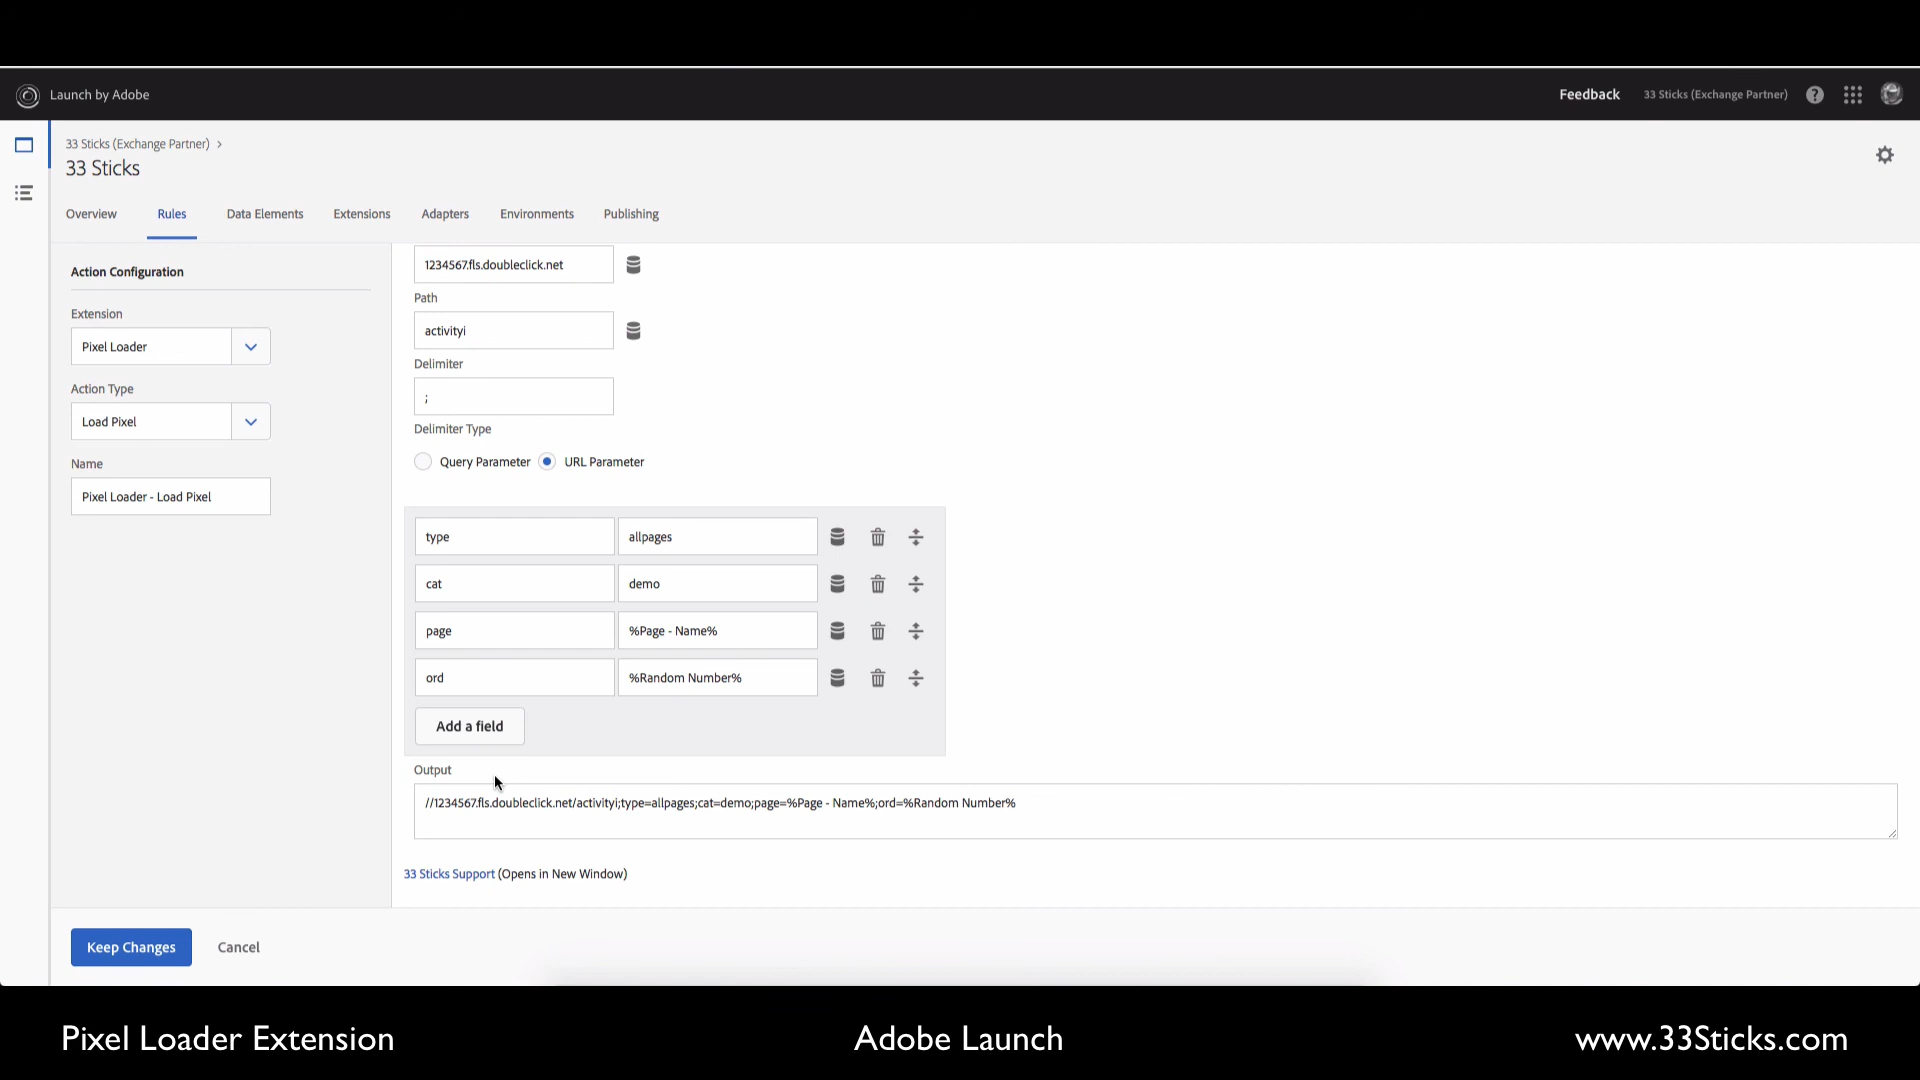 Launch by Adobe
Feedback
33 Sticks (Exchange Partner)
33 Sticks (Exchange Partner) >
33 Sticks
Overview
Rules
Data Elements
Extensions
Adapters
Environments
Publishing
Action Configuration
Extension
Pixel Loader
Action Type
Load Pixel
Name
Pixel Loader - Load Pixel
1234567.fls.doubleclick.net
Path
activityi
Delimiter
;
Delimiter Type
Query Parameter
URL Parameter
type
allpages
cat
demo
page
%Page - Name%
ord
%Random Number%
Add a field
Output
//1234567.fls.doubleclick.net/activityi;type=allpages;cat=demo;page=%Page - Name%;ord=%Random Number%
33 Sticks Support (Opens in New Window)
Keep Changes
Cancel
Pixel Loader Extension
Adobe Launch
www.33Sticks.com